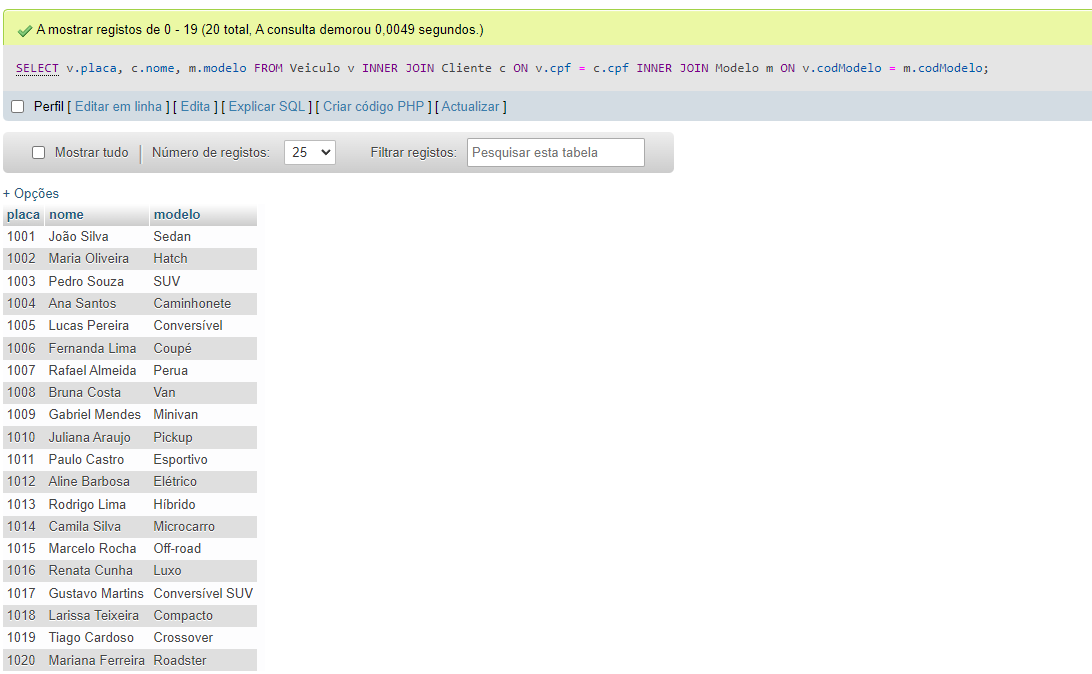 A mostrar registos de 0 - 19 (20 total, A consulta demorou 0,0049 segundos.)
SELECT v.placa, c.nome, m.modelo FROM Veiculo v INNER JOIN Cliente c ON v.cpf = c.cpf INNER JOIN Modelo m ON v.codModelo = m.codModelo;
Perfil [ Editar em linha ] [ Edita ] [ Explicar SQL ] [ Criar código PHP ] [ Actualizar ]
Mostrar tudo | Número de registos: 25 Filtrar registos: Pesquisar esta tabela
+ Opções
placa nome modelo
1001 João Silva Sedan
1002 Maria Oliveira Hatch
1003 Pedro Souza SUV
1004 Ana Santos Caminhonete
1005 Lucas Pereira Conversível
1006 Fernanda Lima Coupé
1007 Rafael Almeida Perua
1008 Bruna Costa Van
1009 Gabriel Mendes Minivan
1010 Juliana Araujo Pickup
1011 Paulo Castro Esportivo
1012 Aline Barbosa Elétrico
1013 Rodrigo Lima Híbrido
1014 Camila Silva Microcarro
1015 Marcelo Rocha Off-road
1016 Renata Cunha Luxo
1017 Gustavo Martins Conversível SUV
1018 Larissa Teixeira Compacto
1019 Tiago Cardoso Crossover
1020 Mariana Ferreira Roadster